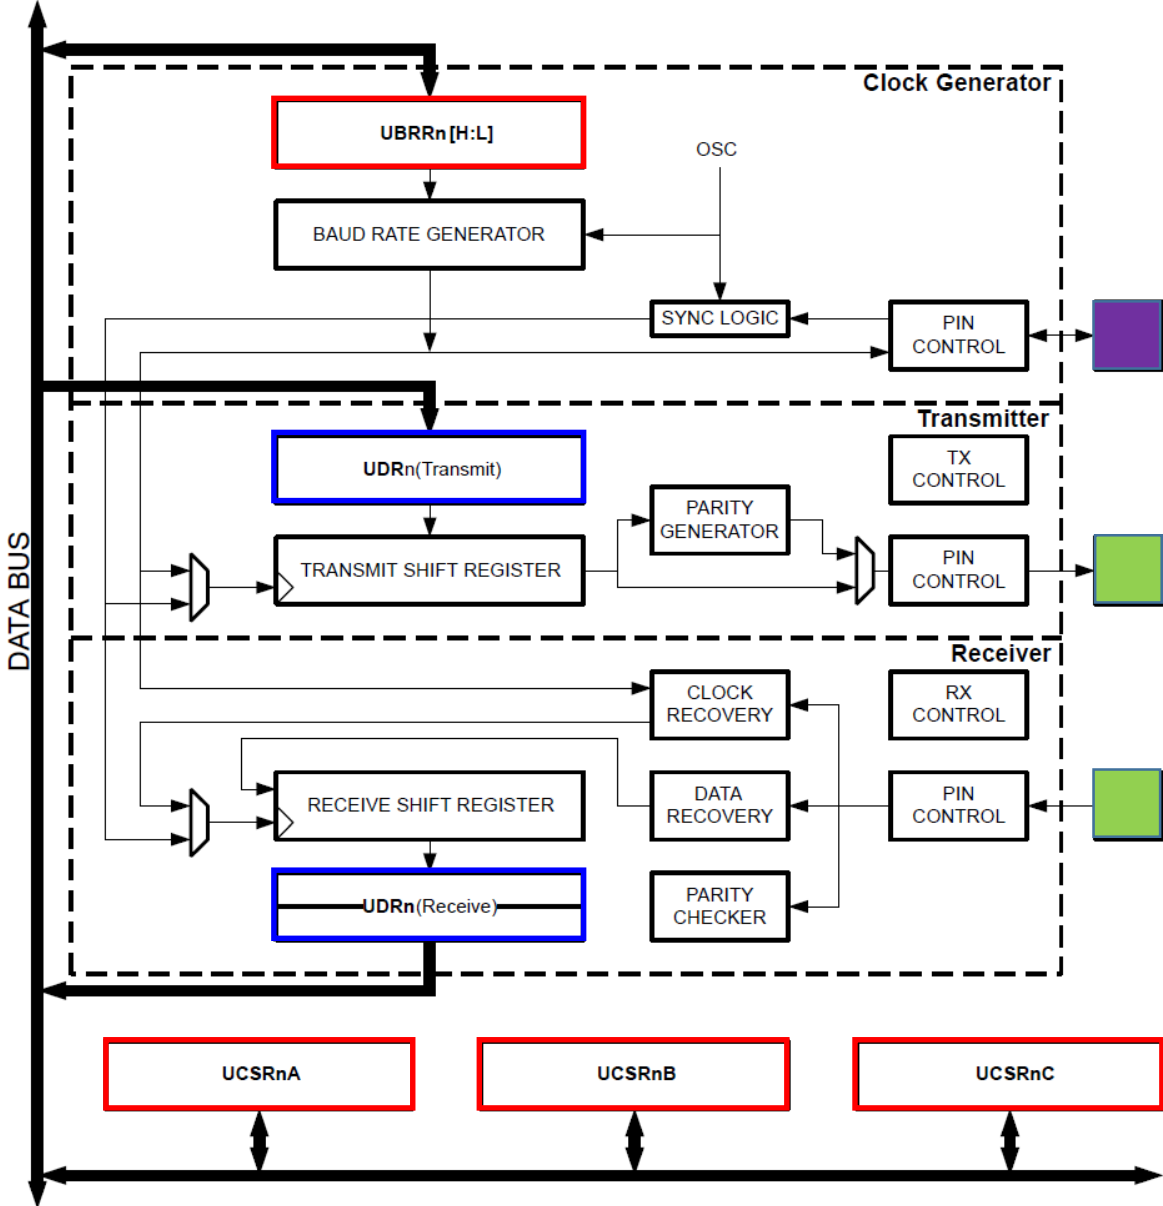 Clock Generator
UBRRn [H:L]
OSC
BAUD RATE GENERATOR
SYNC LOGIC
PIN
CONTROL
Transmitter
UDRn(Transmit)
TX
CONTROL
PARITY
GENERATOR
TRANSMIT SHIFT REGISTER
PIN
CONTROL
DATA BUS
Receiver
CLOCK
RECOVERY
RX
CONTROL
RECEIVE SHIFT REGISTER
DATA
RECOVERY
PIN
CONTROL
UDRn(Receive)
PARITY
CHECKER
UCSRnA
UCSRnB
UCSRnC